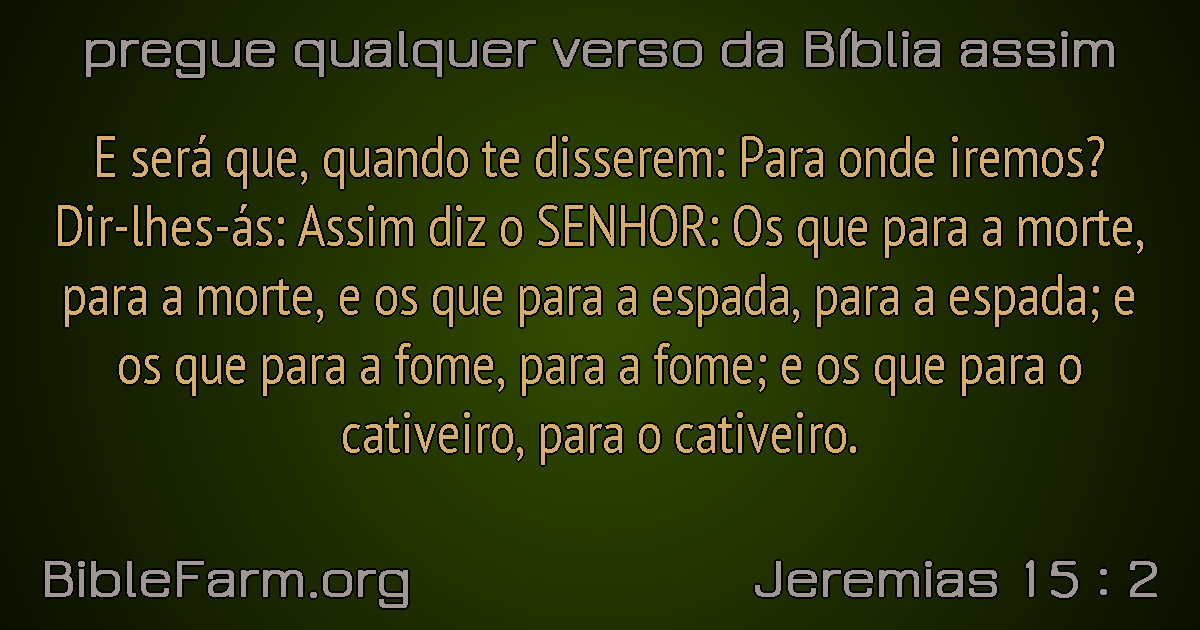 pregue qualquer verso da Bíblia assim
E será que, quando te disserem: Para onde iremos?
Dir-lhes-ás: Assim diz o SENHOR: Os que para a morte,
para a morte, e os que para a espada, para a espada; e
os que para a fome, para a fome; e os que para o
cativeiro, para o cativeiro.
BibleFarm.org
Jeremias 15 : 2